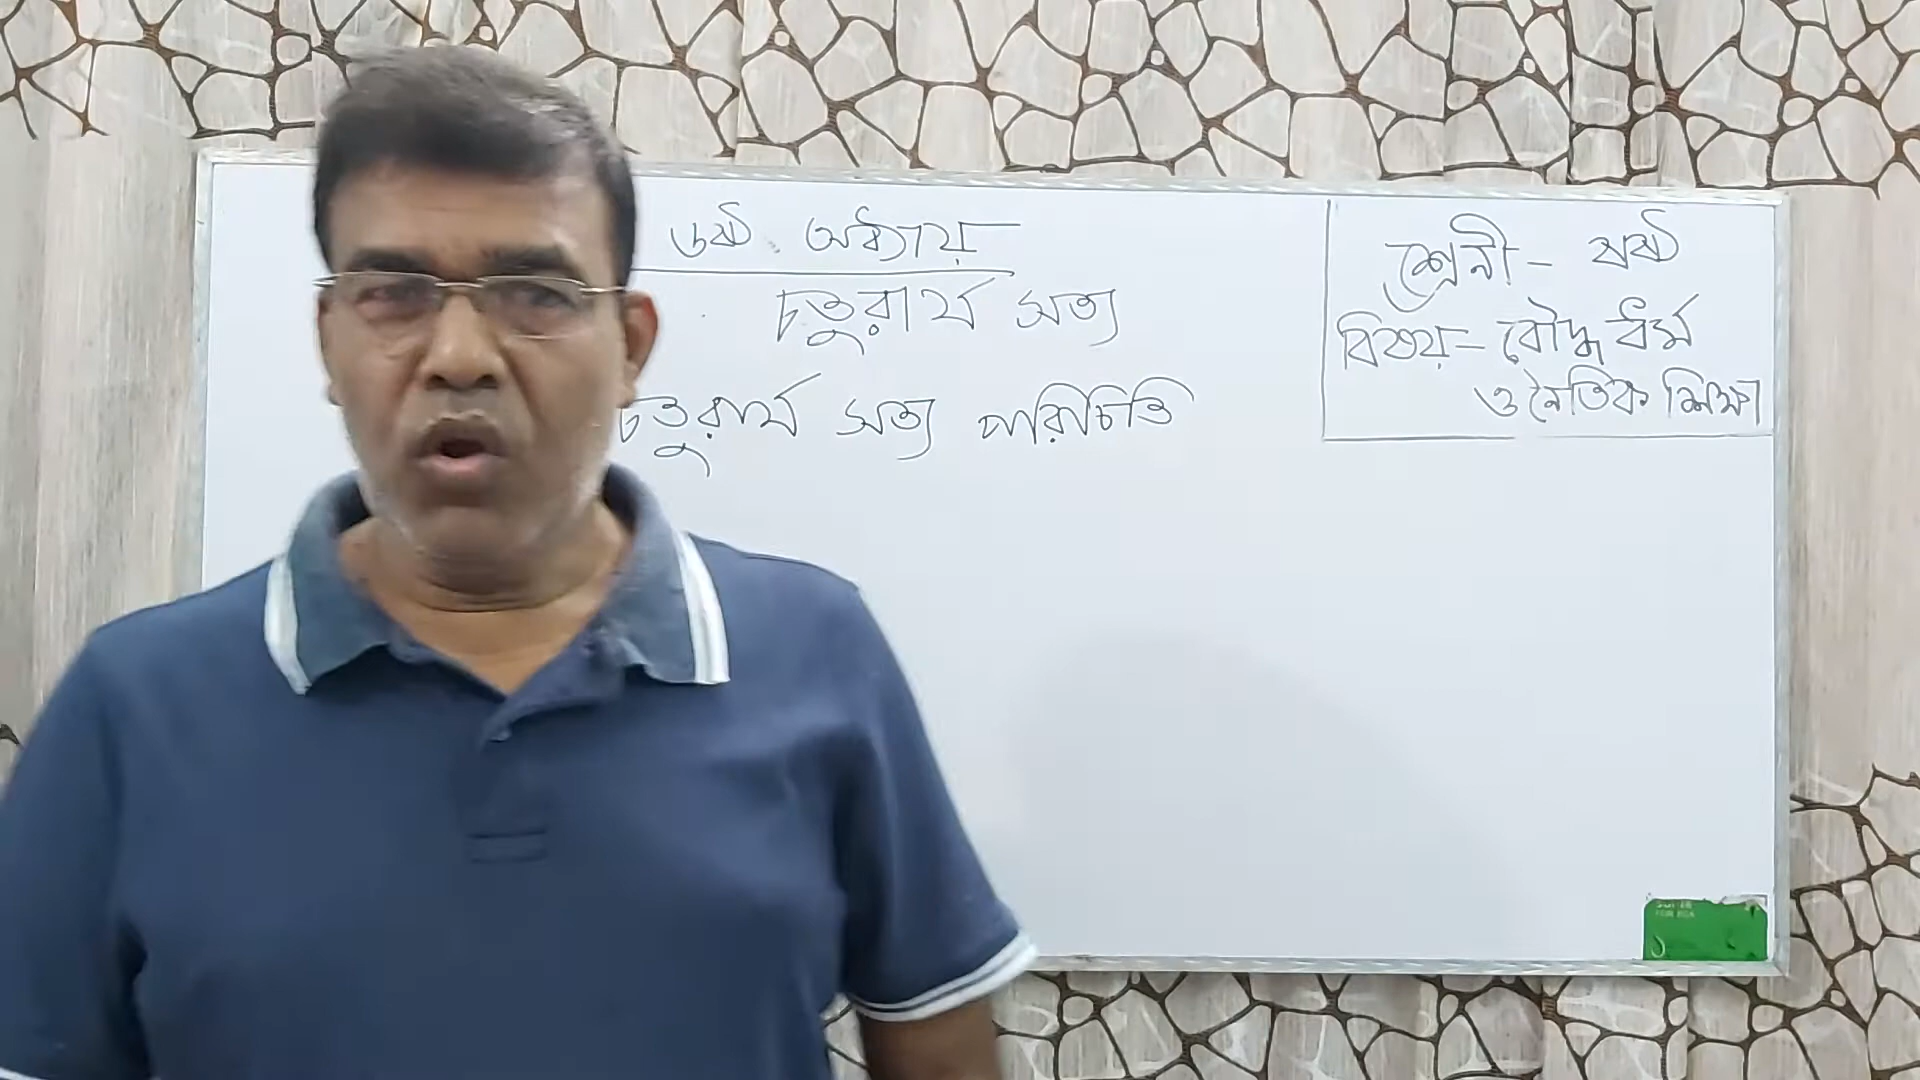 ৬ষ্ঠ অধ্যায়
চতুরার্য সত্য
চতুরার্য সত্য পরিচিতি
শ্রেনী - ষষ্ঠ
বিষয় - বৌদ্ধ ধর্ম
ও নৈতিক শিক্ষা